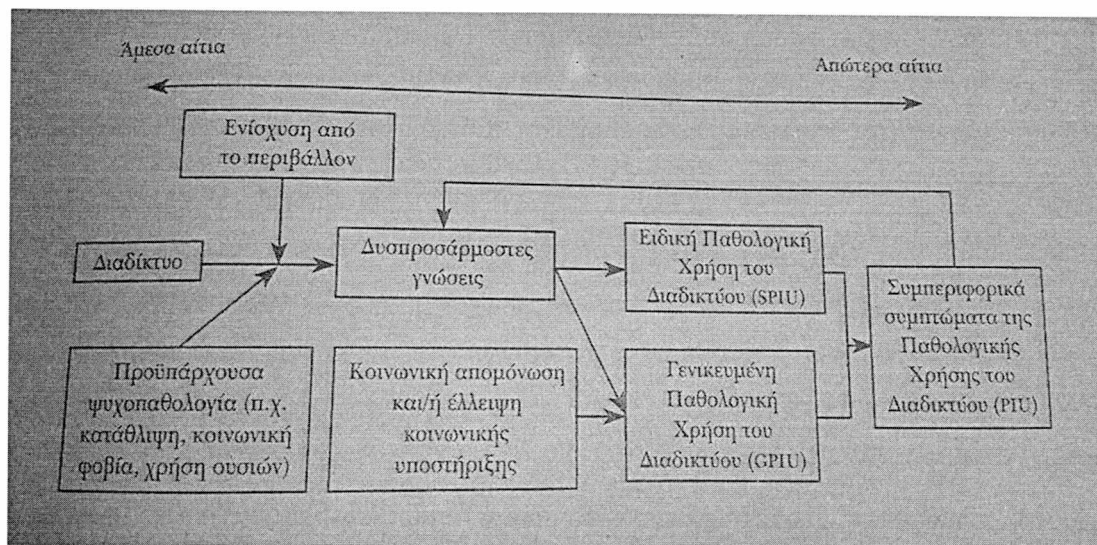 Άμεσα αίτια
Απώτερα αίτια
Ενίσχυση από
το περιβάλλον
Διαδίκτυο
Δυσπροσάρμοστες
γνώσεις
Ειδική Παθολογική
Χρήση του
Διαδικτύου (SPIU)
Συμπεριφορικά
συμπτώματα της
Παθολογικής
Χρήσης του
Διαδικτύου (PIU)
Προϋπάρχουσα
ψυχοπαθολογία (π.χ.
κατάθλιψη, κοινωνική
φοβία, χρήση ουσιών)
Κοινωνική απομόνωση
και/ή έλλειψη
κοινωνικής
υποστήριξης
Γενικευμένη
Παθολογική
Χρήση του
Διαδικτύου (GPIU)